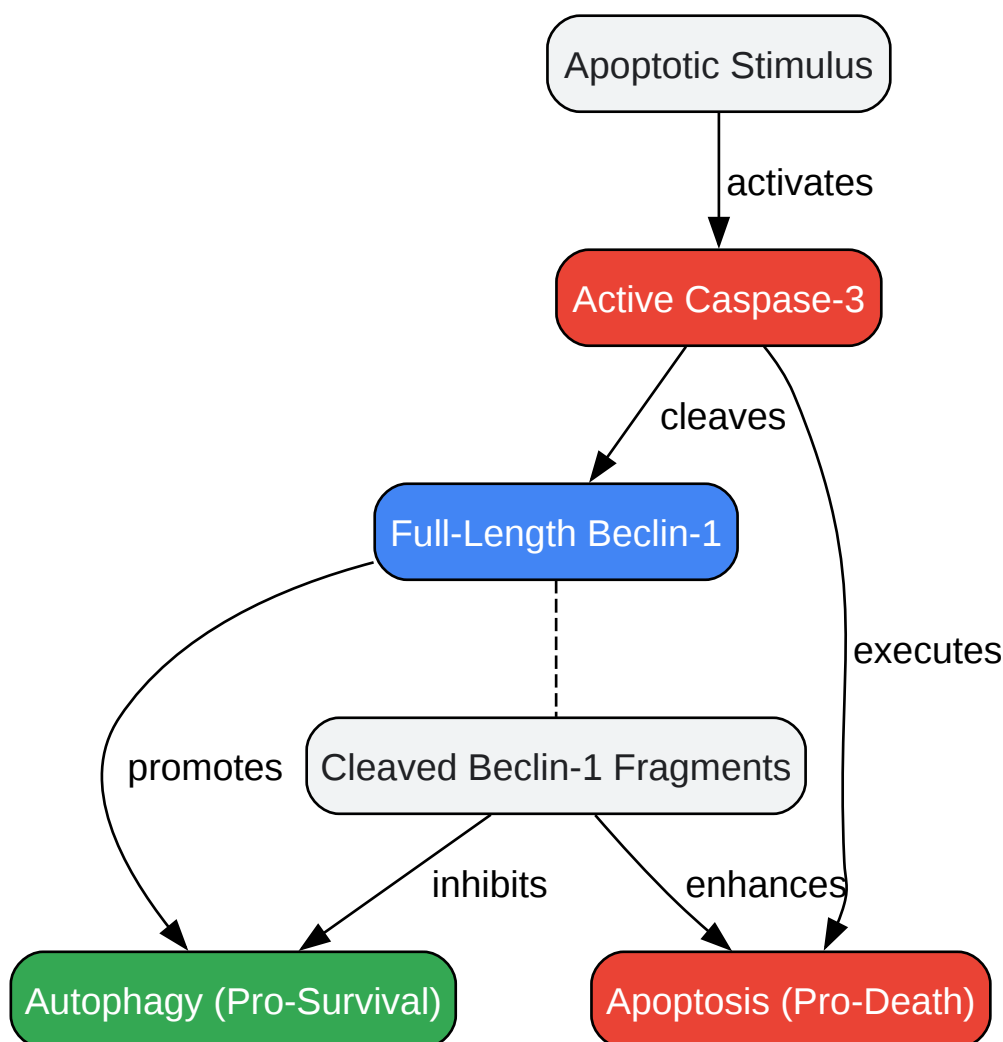 Apoptotic Stimulus
activates
Active Caspase-3
cleaves
Full-Length Beclin-1
executes
promotes
Cleaved Beclin-1 Fragments
inhibits
enhances
Autophagy (Pro-Survival)
Apoptosis (Pro-Death)